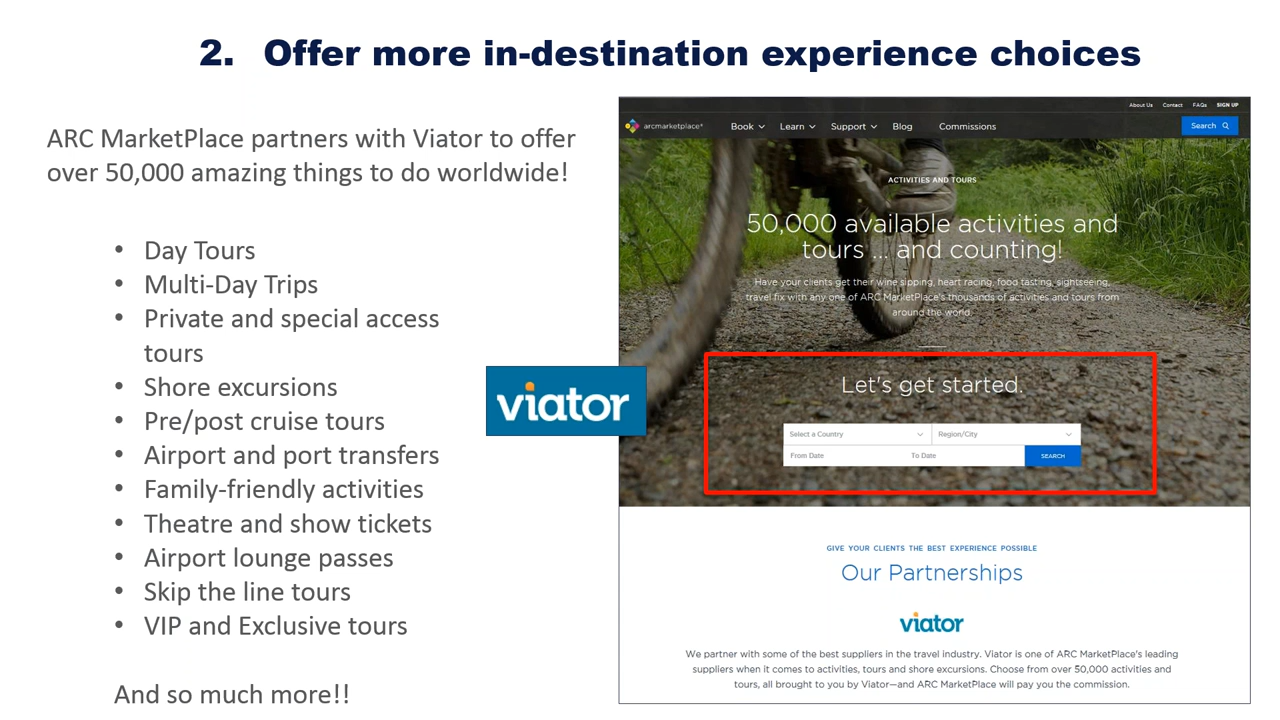 2. Offer more in-destination experience choices
ARC MarketPlace partners with Viator to offer
over 50,000 amazing things to do worldwide!
• Day Tours
• Multi-Day Trips
• Private and special access
tours
• Shore excursions
• Pre/post cruise tours
• Airport and port transfers
• Family-friendly activities
• Theatre and show tickets
• Airport lounge passes
• Skip the line tours
• VIP and Exclusive tours
And so much more!!
viator
About Us Contact FAQs SIGN UP
arcmarketplace® Book Learn Support Blog Commissions Search
ACTIVITIES AND TOURS
50,000 available activities and
tours ... and counting!
Have your clients get their wine sipping, heart racing, food tasting, sightseeing,
travel fix with any one of ARC MarketPlace's thousands of activities and tours from
around the world.
Let's get started.
Select a Country Region/City
From Date To Date SEARCH
GIVE YOUR CLIENTS THE BEST EXPERIENCE POSSIBLE
Our Partnerships
viator
We partner with some of the best suppliers in the travel industry. Viator is one of ARC MarketPlace's leading
suppliers when it comes to activities, tours and shore excursions. Choose from over 50,000 activities and
tours, all brought to you by Viator—and ARC MarketPlace will pay you the commission.